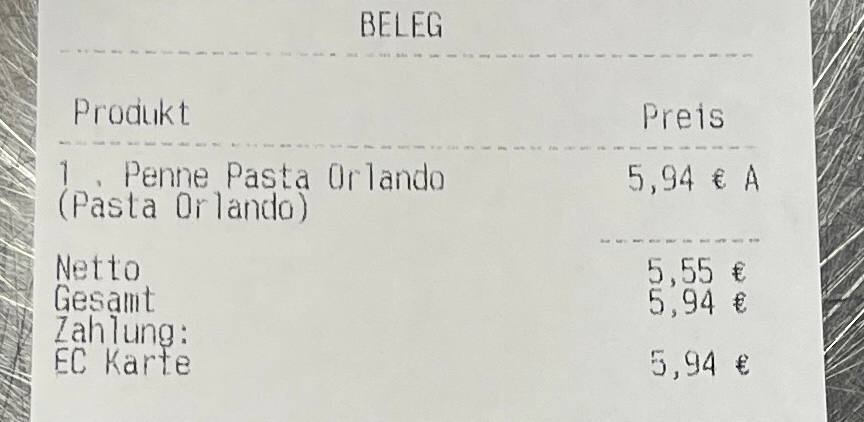 BELEG
Produkt Preis
1 . Penne Pasta Orlando 5,94 € A
(Pasta Orlando)
Netto 5,55 €
Gesamt 5,94 €
Zahlung:
EC Karte 5,94 €